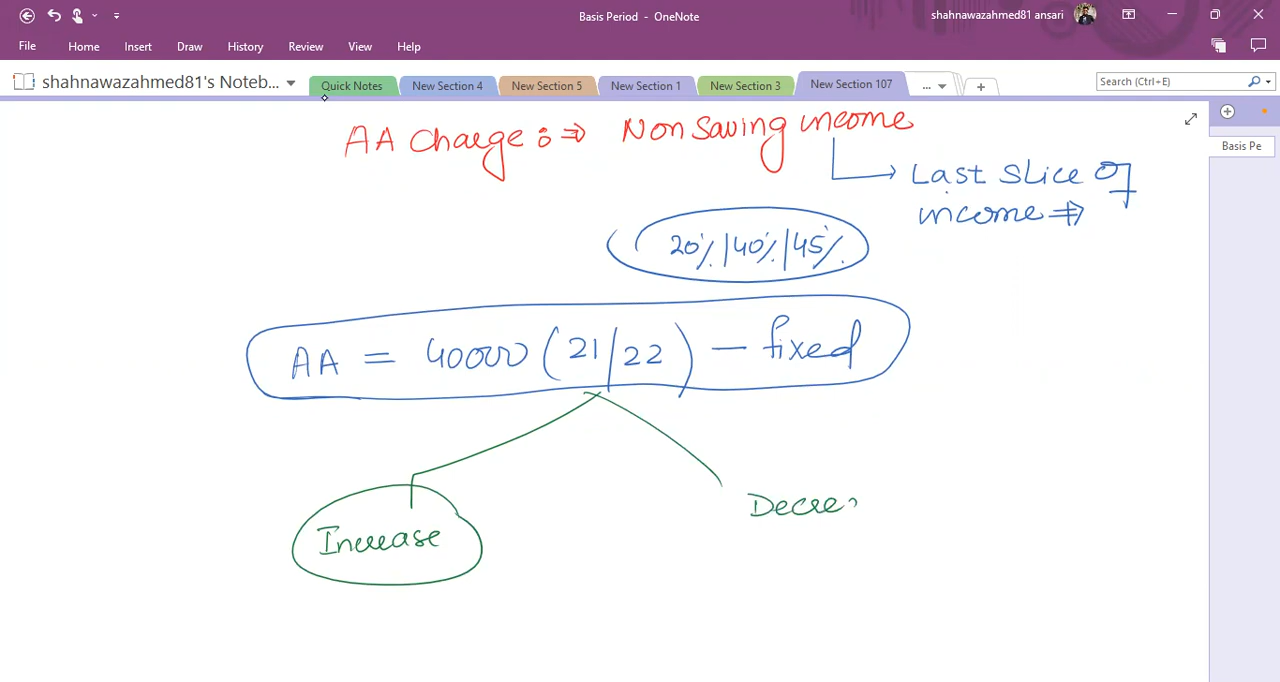 Basis Period - OneNote
shahnawazahmed81 ansari
File Home Insert Draw History Review View Help
shahnawazahmed81's Noteb...
Quick Notes New Section 4 New Section 5 New Section 1 New Section 3 New Section 107 ... +
Search (Ctrl+E)
Basis Pe
AA Charge :⇒ Non Saving income
Last Slice of
income ⇒
20%|40%|45%
AA = 40000 (21/22) - fixed
Increase
Decre